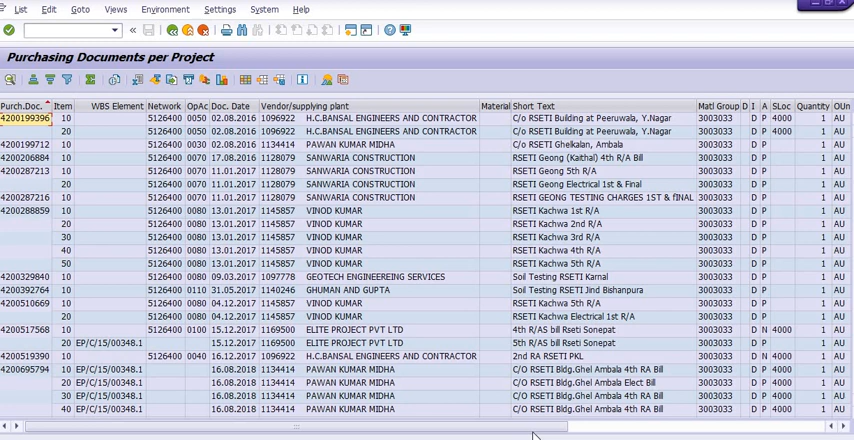 List Edit Goto Views Environment Settings System Help
Purchasing Documents per Project
Purch.Doc. Item WBS Element Network OpAc Doc. Date Vendor/supplying plant Material Short Text Matl Group D I A SLoc Quantity OUn
4200199396 10 5126400 0050 02.08.2016 1096922 H.C.BANSAL ENGINEERS AND CONTRACTOR C/o RSETI Building at Peeruwala, Y.Nagar 3003033 D P 4000 1 AU
20 5126400 0050 02.08.2016 1096922 H.C.BANSAL ENGINEERS AND CONTRACTOR C/o RSETI Building at Peeruwala, Y.Nagar 3003033 D P 4000 1 AU
4200199712 10 5126400 0030 02.08.2016 1134414 PAWAN KUMAR MIDHA C/o RSETI Ghelkalan, Ambala 3003033 D P 1 AU
4200206884 10 5126400 0070 17.08.2016 1128079 SANWARIA CONSTRUCTION RSETI Geong (Kaithal) 4th R/A Bill 3003033 D P 1 AU
4200287213 10 5126400 0070 11.01.2017 1128079 SANWARIA CONSTRUCTION RSETI Geong 5th R/A 3003033 D P 1 AU
20 5126400 0070 11.01.2017 1128079 SANWARIA CONSTRUCTION RSETI Geong Electrical 1st & Final 3003033 D P 1 AU
4200287216 10 5126400 0070 11.01.2017 1128079 SANWARIA CONSTRUCTION RSETI GEONG TESTING CHARGES 1ST & fINAL 3003033 D P 1 AU
4200288859 10 5126400 0080 13.01.2017 1145857 VINOD KUMAR RSETI Kachwa 1st R/A 3003033 D P 1 AU
20 5126400 0080 13.01.2017 1145857 VINOD KUMAR RSETI Kachwa 2nd R/A 3003033 D P 1 AU
30 5126400 0080 13.01.2017 1145857 VINOD KUMAR RSETI Kachwa 3rd R/A 3003033 D P 1 AU
40 5126400 0080 13.01.2017 1145857 VINOD KUMAR RSETI Kachwa 4th R/A 3003033 D P 1 AU
50 5126400 0080 13.01.2017 1145857 VINOD KUMAR RSETI Kachwa 5th R/A 3003033 D P 1 AU
4200329840 10 5126400 0080 09.03.2017 1097778 GEOTECH ENGINEEREING SERVICES Soil Testing RSETI Karnal 3003033 D P 1 AU
4200392764 10 5126400 0110 31.05.2017 1140246 GHUMAN AND GUPTA Soil Testing RSETI Jind Bishanpura 3003033 D P 1 AU
4200510669 10 5126400 0080 04.12.2017 1145857 VINOD KUMAR RSETI Kachwa 5th R/A 3003033 D P 1 AU
20 5126400 0080 04.12.2017 1145857 VINOD KUMAR RSETI Kachwa Electrical 1st R/A 3003033 D P 1 AU
4200517568 10 5126400 0100 15.12.2017 1169500 ELITE PROJECT PVT LTD 4th R/AS bil Rseti Sonepat 3003033 D N 4000 1 AU
20 EP/C/15/00348.1 15.12.2017 1169500 ELITE PROJECT PVT LTD 5th R/AS bill Rseti Sonepat 3003033 D P 1 AU
4200519390 10 5126400 0040 16.12.2017 1096922 H.C.BANSAL ENGINEERS AND CONTRACTOR 2nd RA RSETI PKL 3003033 D N 4000 1 AU
4200695794 10 EP/C/15/00348.1 16.08.2018 1134414 PAWAN KUMAR MIDHA C/O RSETI Bldg.Ghel Ambala 4th RA Bill 3003033 D P 4000 1 AU
20 EP/C/15/00348.1 16.08.2018 1134414 PAWAN KUMAR MIDHA C/O RSETI Bldg.Ghel Ambala Elect Bill 3003033 D P 4000 1 AU
30 EP/C/15/00348.1 16.08.2018 1134414 PAWAN KUMAR MIDHA C/O RSETI Bldg.Ghel Ambala 4th RA Bill 3003033 D P 4000 1 AU
40 EP/C/15/00348.1 16.08.2018 1134414 PAWAN KUMAR MIDHA C/O RSETI Bldg.Ghel Ambala 4th RA Bill 3003033 D P 4000 1 AU